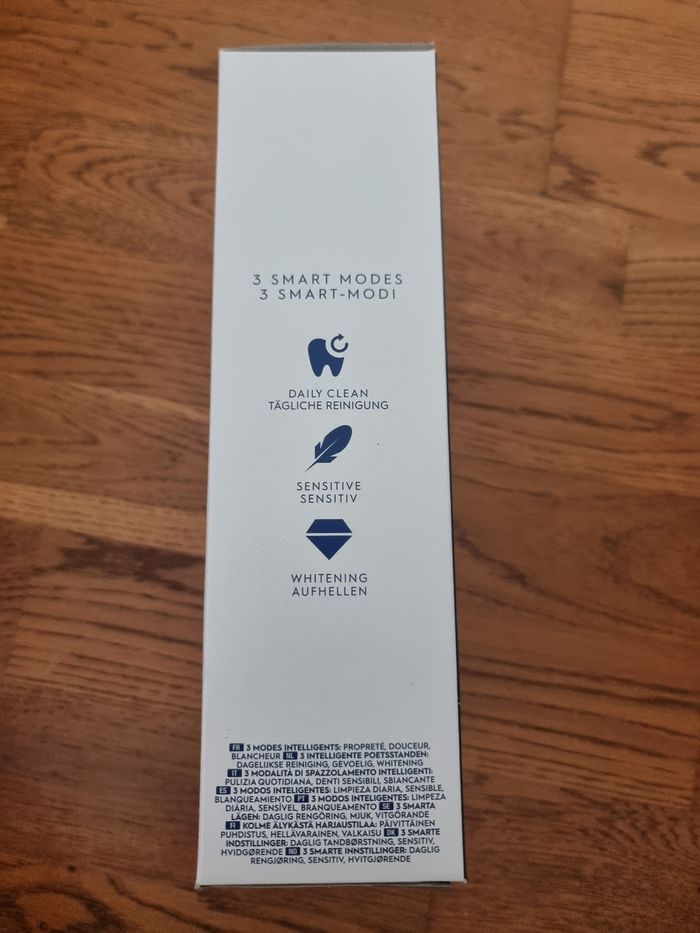 3 SMART MODES
3 SMART-MODI
DAILY CLEAN
TÄGLICHE REINIGUNG
SENSITIVE
SENSITIV
WHITENING
AUFHELLEN
FR 3 MODES INTELLIGENTS: PROPRETÉ, DOUCEUR,
BLANCHEUR NL 3 INTELLIGENTE POETSSTANDEN:
DAGELIJKSE REINIGING, GEVOELIG, WHITENING
IT 3 MODALITÀ DI SPAZZOLAMENTO INTELLIGENTI:
PULIZIA QUOTIDIANA, DENTI SENSIBILI, SBIANCANTE
ES 3 MODOS INTELIGENTES: LIMPIEZA DIARIA, SENSIBLE,
BLANQUEAMIENTO PT 3 MODOS INTELIGENTES: LIMPEZA
DIÁRIA, SENSÍVEL, BRANQUEAMENTO SE 3 SMARTA
LÄGEN: DAGLIG RENGÖRING, MJUK, VITGÖRANDE
FI KOLME ÄLYKÄSTÄ HARJAUSTILAA: PÄIVITTÄINEN
PUHDISTUS, HELLÄVARAINEN, VALKAISU DK 3 SMARTE
INDSTILLINGER: DAGLIG TANDBØRSTNING, SENSITIV,
HVIDGØRENDE NO 3 SMARTE INNSTILLINGER: DAGLIG
RENGJØRING, SENSITIV, HVITGJØRENDE